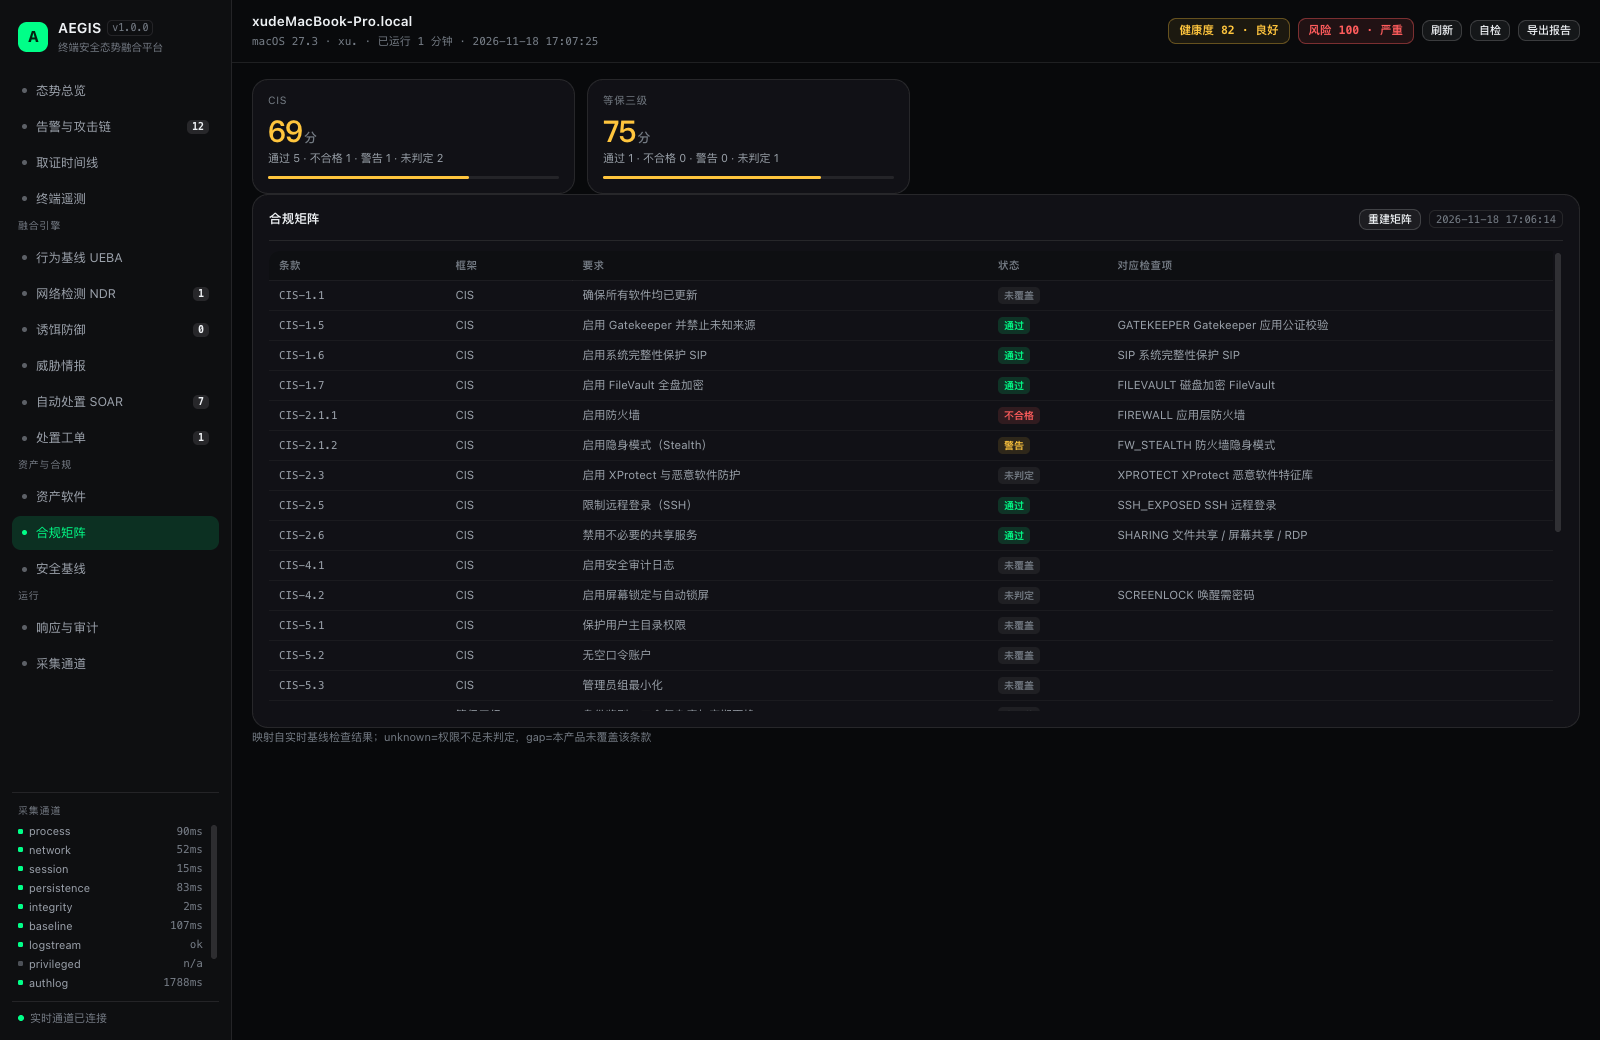 A
AEGIS v1.0.0
终端安全态势融合平台
态势总览
告警与攻击链 12
取证时间线
终端遥测
融合引擎
行为基线 UEBA
网络检测 NDR 1
诱饵防御 0
威胁情报
自动处置 SOAR 7
处置工单 1
资产与合规
资产软件
合规矩阵
安全基线
运行
响应与审计
采集通道
采集通道
process 90ms
network 52ms
session 15ms
persistence 83ms
integrity 2ms
baseline 107ms
logstream ok
privileged n/a
authlog 1788ms
实时通道已连接
xudeMacBook-Pro.local
macOS 27.3 · xu. · 已运行 1 分钟 · 2026-11-18 17:07:25
健康度 82 · 良好
风险 100 · 严重
刷新
自检
导出报告
CIS
69分
通过 5 · 不合格 1 · 警告 1 · 未判定 2
等保三级
75分
通过 1 · 不合格 0 · 警告 0 · 未判定 1
合规矩阵
重建矩阵
2026-11-18 17:06:14
条款 框架 要求 状态 对应检查项
CIS-1.1 CIS 确保所有软件均已更新 未覆盖
CIS-1.5 CIS 启用 Gatekeeper 并禁止未知来源 通过 GATEKEEPER Gatekeeper 应用公证校验
CIS-1.6 CIS 启用系统完整性保护 SIP 通过 SIP 系统完整性保护 SIP
CIS-1.7 CIS 启用 FileVault 全盘加密 通过 FILEVAULT 磁盘加密 FileVault
CIS-2.1.1 CIS 启用防火墙 不合格 FIREWALL 应用层防火墙
CIS-2.1.2 CIS 启用隐身模式（Stealth） 警告 FW_STEALTH 防火墙隐身模式
CIS-2.3 CIS 启用 XProtect 与恶意软件防护 未判定 XPROTECT XProtect 恶意软件特征库
CIS-2.5 CIS 限制远程登录（SSH） 通过 SSH_EXPOSED SSH 远程登录
CIS-2.6 CIS 禁用不必要的共享服务 通过 SHARING 文件共享 / 屏幕共享 / RDP
CIS-4.1 CIS 启用安全审计日志 未覆盖
CIS-4.2 CIS 启用屏幕锁定与自动锁屏 未判定 SCREENLOCK 唤醒需密码
CIS-5.1 CIS 保护用户主目录权限 未覆盖
CIS-5.2 CIS 无空口令账户 未覆盖
CIS-5.3 CIS 管理员组最小化 未覆盖
映射自实时基线检查结果；unknown=权限不足未判定，gap=本产品未覆盖该条款